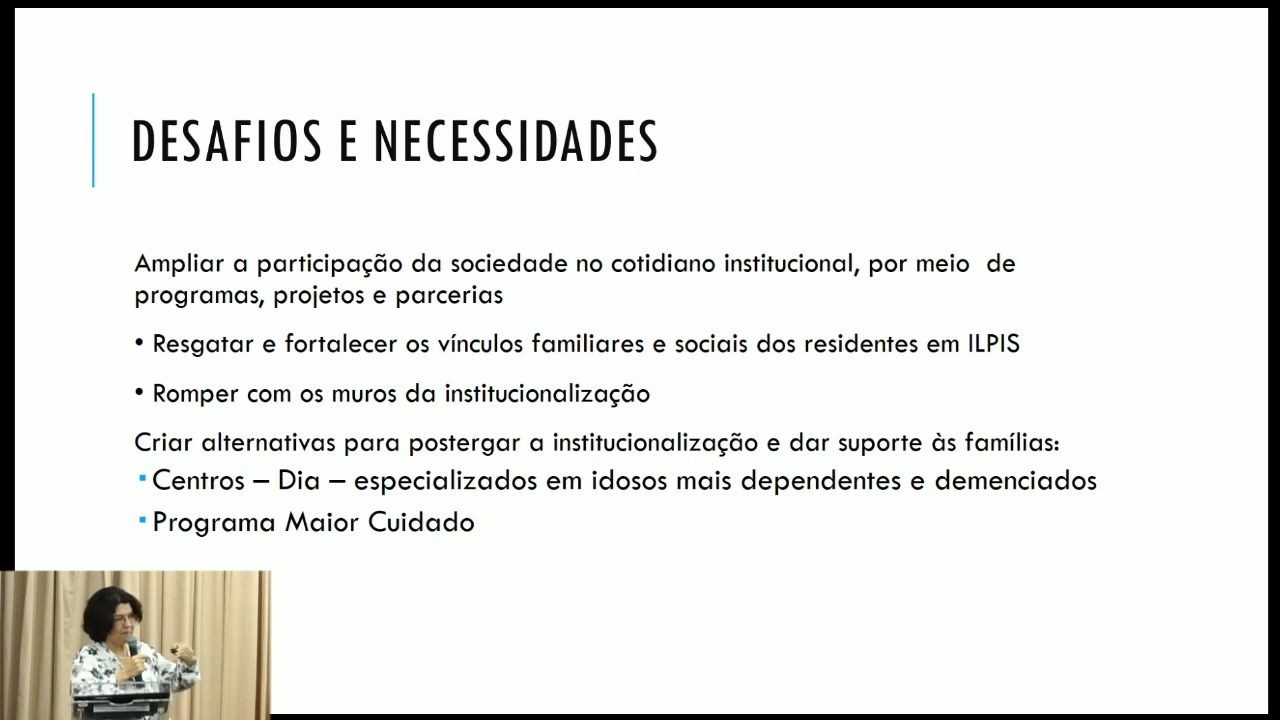 DESAFIOS E NECESSIDADES
Ampliar a participação da sociedade no cotidiano institucional, por meio de
programas, projetos e parcerias
• Resgatar e fortalecer os vínculos familiares e sociais dos residentes em ILPIS
• Romper com os muros da institucionalização
Criar alternativas para postergar a institucionalização e dar suporte às famílias:
▪ Centros – Dia – especializados em idosos mais dependentes e demenciados
▪ Programa Maior Cuidado